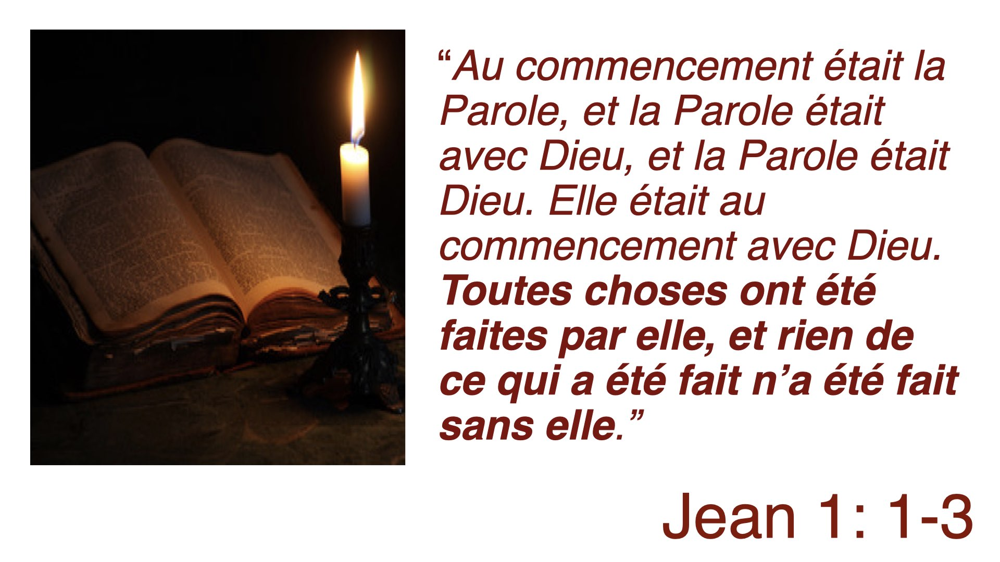 “Au commencement était la
Parole, et la Parole était
avec Dieu, et la Parole était
Dieu. Elle était au
commencement avec Dieu.
Toutes choses ont été
faites par elle, et rien de
ce qui a été fait n’a été fait
sans elle.”
Jean 1: 1-3